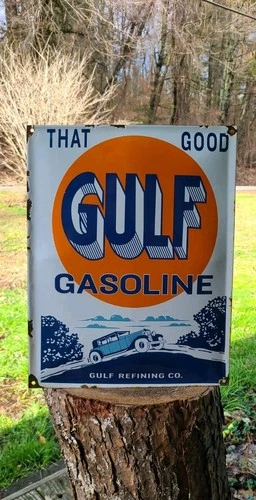 THAT GOOD
GULF
GASOLINE
GULF REFINING CO.